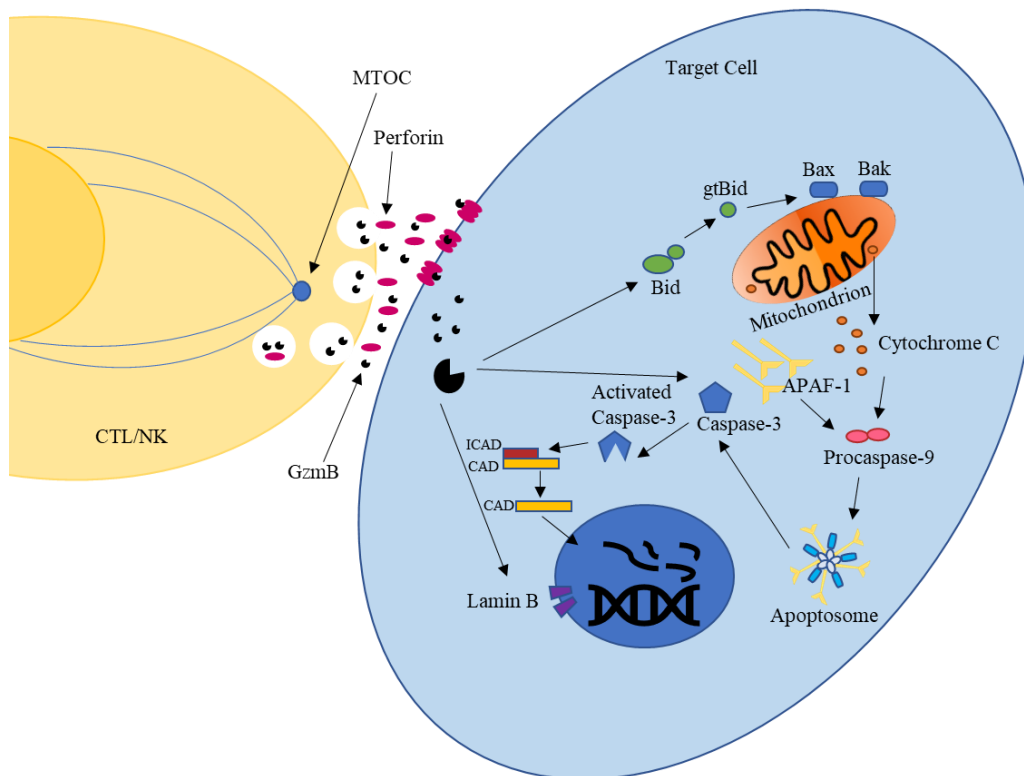 Target Cell
MTOC
Perforin
Bax
Bak
gtBid
Bid
Mitochondrion
Cytochrome C
APAF-1
Activated
Caspase-3
Caspase-3
CTL/NK
ICAD
CAD
GzmB
Procaspase-9
CAD
Lamin B
Apoptosome